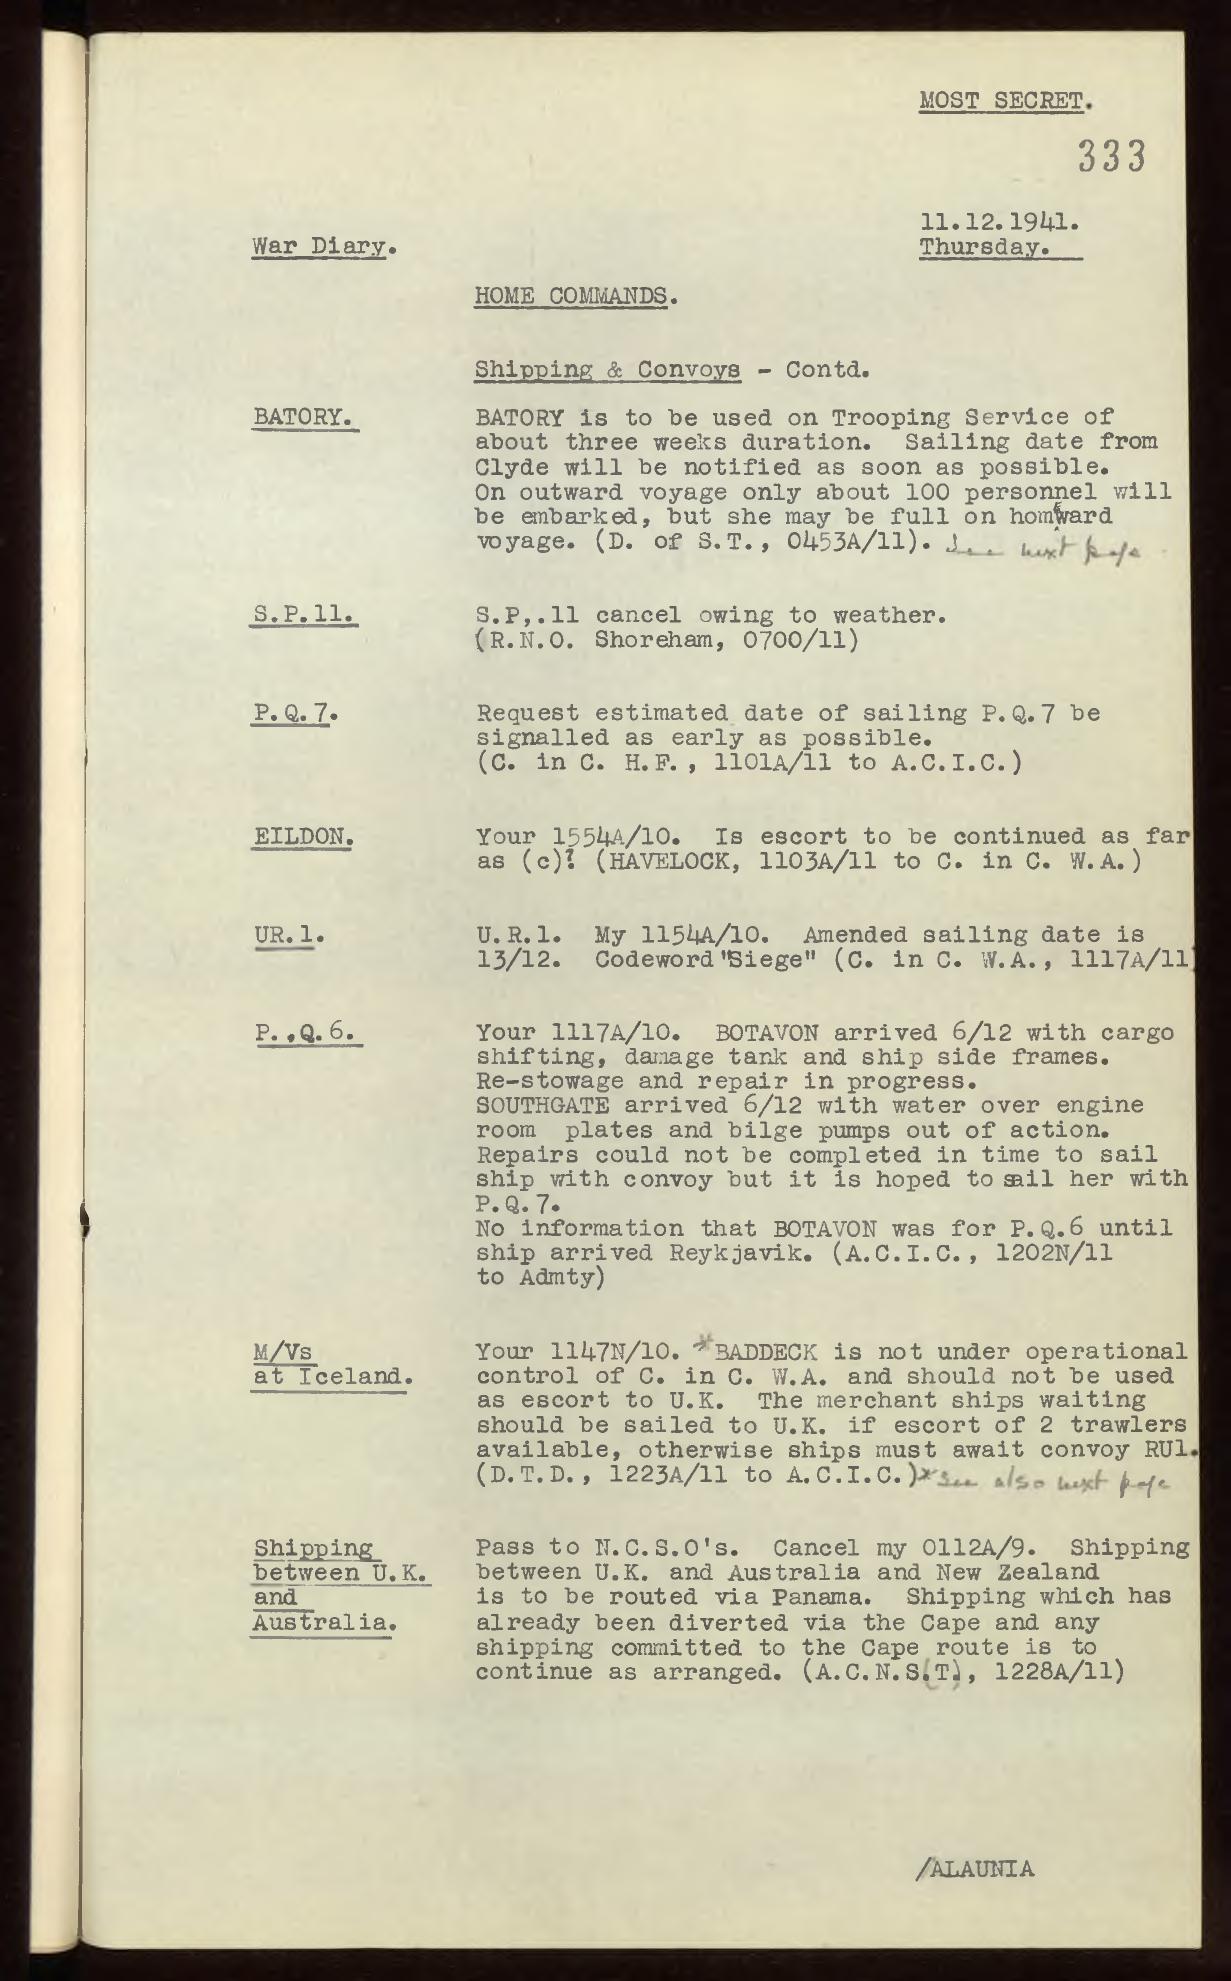 MOST SECRET.
333
11.12.1941.
War Diary.
Thursday.
HOME COMMANDS.
Shipping & Convoys - Contd.
BATORY.
BATORY is to be used on Trooping Service of
about three weeks duration. Sailing date from
Clyde will be notified as soon as possible.
On outward voyage only about 100 personnel will
be embarked, but she may be full on homeward
voyage. (D. of S.T., 0453A/11). See next page
S.P.11.
S.P,.11 cancel owing to weather.
(R.N.O. Shoreham, 0700/11)
P.Q.7.
Request estimated date of sailing P.Q.7 be
signalled as early as possible.
(C. in C. H.F., 1101A/11 to A.C.I.C.)
EILDON.
Your 1554A/10. Is escort to be continued as far
as (c)? (HAVELOCK, 1103A/11 to C. in C. W.A.)
UR.1.
U.R.1. My 1154A/10. Amended sailing date is
13/12. Codeword "Siege" (C. in C. W.A., 1117A/11)
P.,Q.6.
Your 1117A/10. BOTAVON arrived 6/12 with cargo
shifting, damage tank and ship side frames.
Re-stowage and repair in progress.
SOUTHGATE arrived 6/12 with water over engine
room plates and bilge pumps out of action.
Repairs could not be completed in time to sail
ship with convoy but it is hoped to sail her with
P.Q.7.
No information that BOTAVON was for P.Q.6 until
ship arrived Reykjavik. (A.C.I.C., 1202N/11
to Admty)
M/Vs
at Iceland.
Your 1147N/10. *BADDECK is not under operational
control of C. in C. W.A. and should not be used
as escort to U.K. The merchant ships waiting
should be sailed to U.K. if escort of 2 trawlers
available, otherwise ships must await convoy RU1.
(D.T.D., 1223A/11 to A.C.I.C.)*See also next page
Shipping
between U.K.
and
Australia.
Pass to N.C.S.O's. Cancel my 0112A/9. Shipping
between U.K. and Australia and New Zealand
is to be routed via Panama. Shipping which has
already been diverted via the Cape and any
shipping committed to the Cape route is to
continue as arranged. (A.C.N.S.(T), 1228A/11)
/ALAUNIA